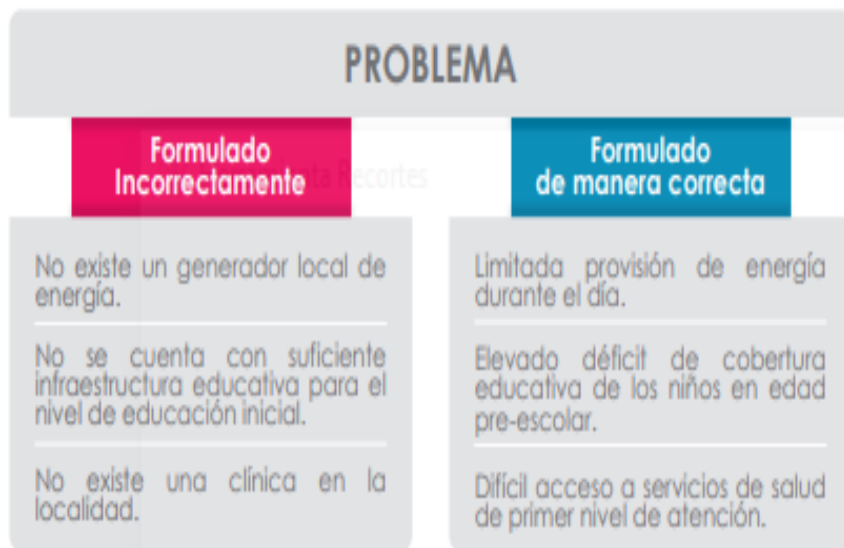 PROBLEMA
Formulado
Incorrectamente
No existe un generador local de
energía.
No se cuenta con suficiente
infraestructura educativa para el
nivel de educación inicial.
No existe una clínica en la
localidad.
Formulado
de manera correcta
Limitada provisión de energía
durante el día.
Elevado déficit de cobertura
educativa de los niños en edad
pre-escolar.
Difícil acceso a servicios de salud
de primer nivel de atención.
Recortes